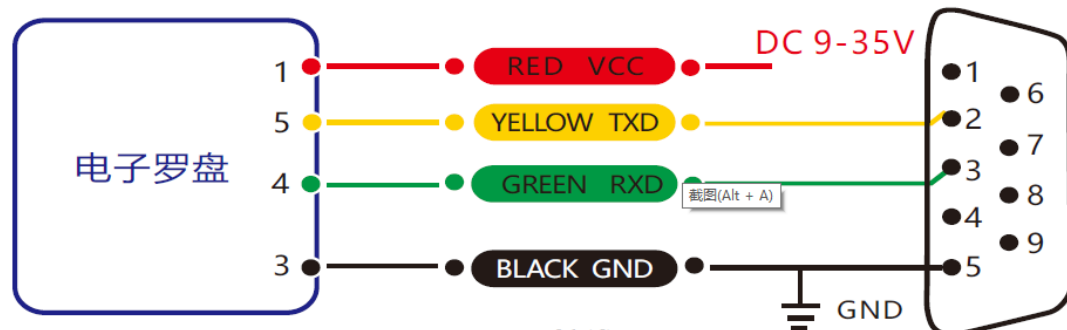 DC 9-35V
1 RED VCC 1
6
5 YELLOW TXD 2
7
电子罗盘 4 GREEN RXD 3
截图(Alt + A)
8
4
9
3 BLACK GND 5
GND